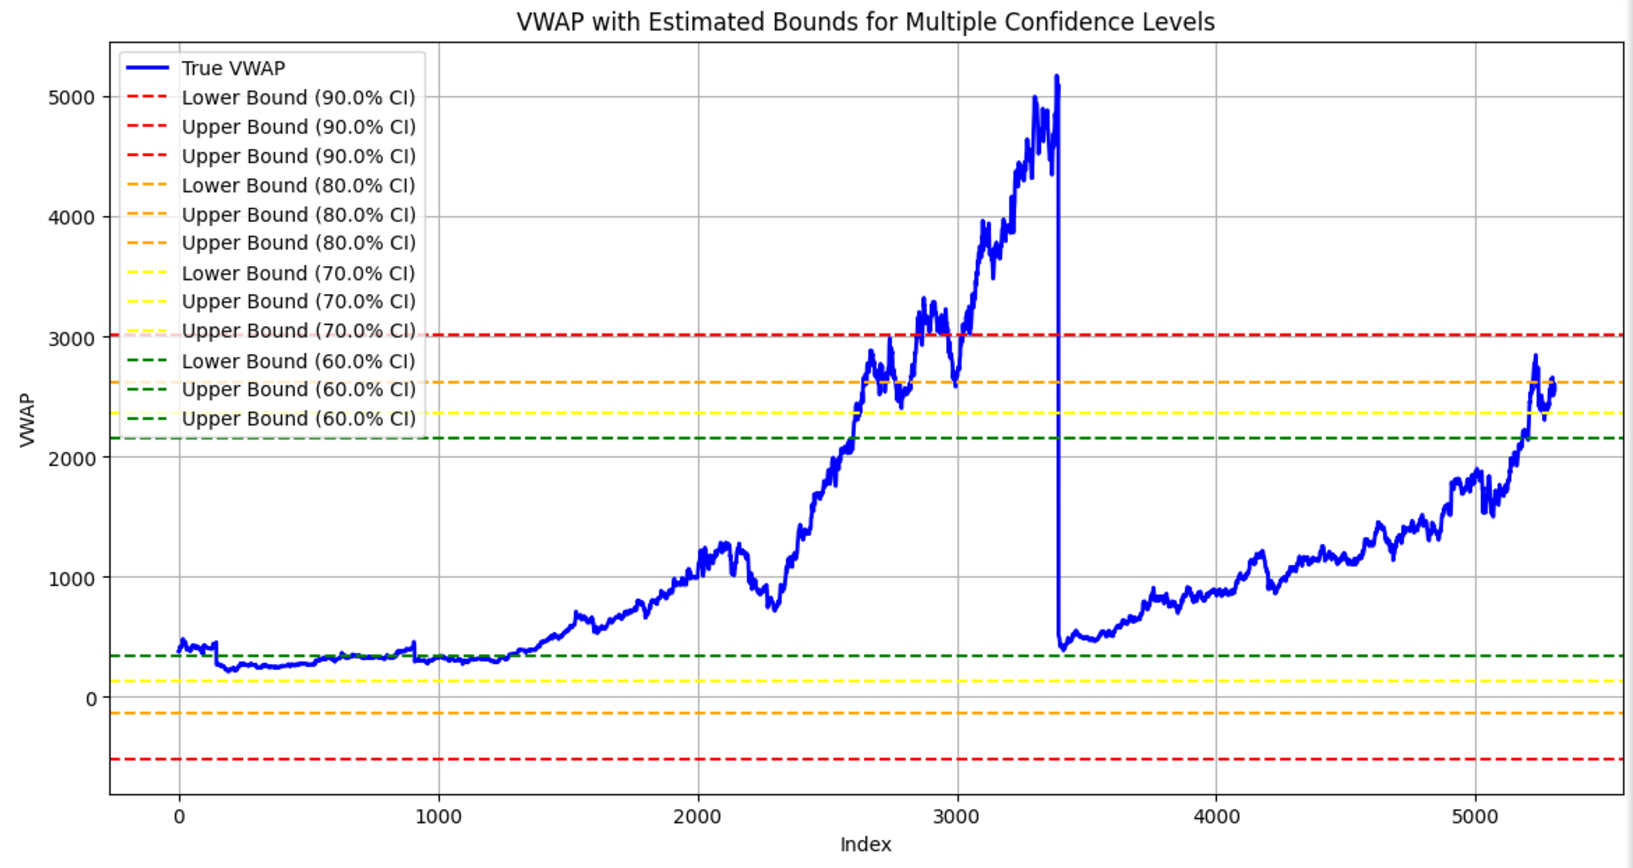 VWAP with Estimated Bounds for Multiple Confidence Levels
True VWAP
Lower Bound (90.0% CI)
Upper Bound (90.0% CI)
Upper Bound (90.0% CI)
Lower Bound (80.0% CI)
Upper Bound (80.0% CI)
Upper Bound (80.0% CI)
Lower Bound (70.0% CI)
Upper Bound (70.0% CI)
Upper Bound (70.0% CI)
Lower Bound (60.0% CI)
Upper Bound (60.0% CI)
Upper Bound (60.0% CI)
5000
4000
3000
2000
1000
0
VWAP
0 1000 2000 3000 4000 5000
Index